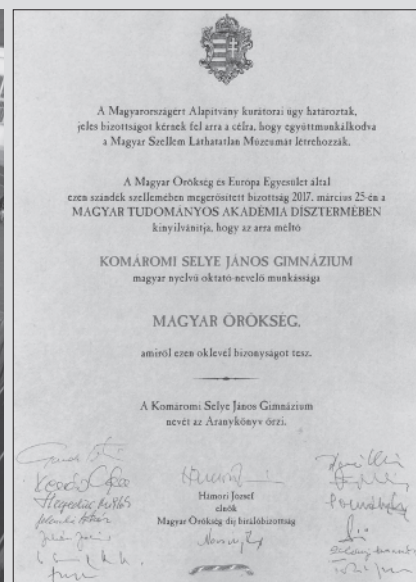 A Magyarországért Alapítvány kurátorai úgy határoztak,
jeles bizottságot kérnek fel arra a célra, hogy együttmunkálkodva
a Magyar Szellem Láthatatlan Múzeumát létrehozzák.
A Magyar Örökség és Európa Egyesület által
ezen szándék szellemében megerősített bizottság 2017. március 25-én a
MAGYAR TUDOMÁNYOS AKADÉMIA DÍSZTERMÉBEN
kinyilvánítja, hogy az arra méltó
KOMÁROMI SELYE JÁNOS GIMNÁZIUM
magyar nyelvű oktató-nevelő munkássága
MAGYAR ÖRÖKSÉG,
amiről ezen oklevél bizonyságot tesz.
A Komáromi Selye János Gimnázium
nevét az Aranykönyv őrzi.
Hámori József
elnök
Magyar Örökség díj bírálóbizottság